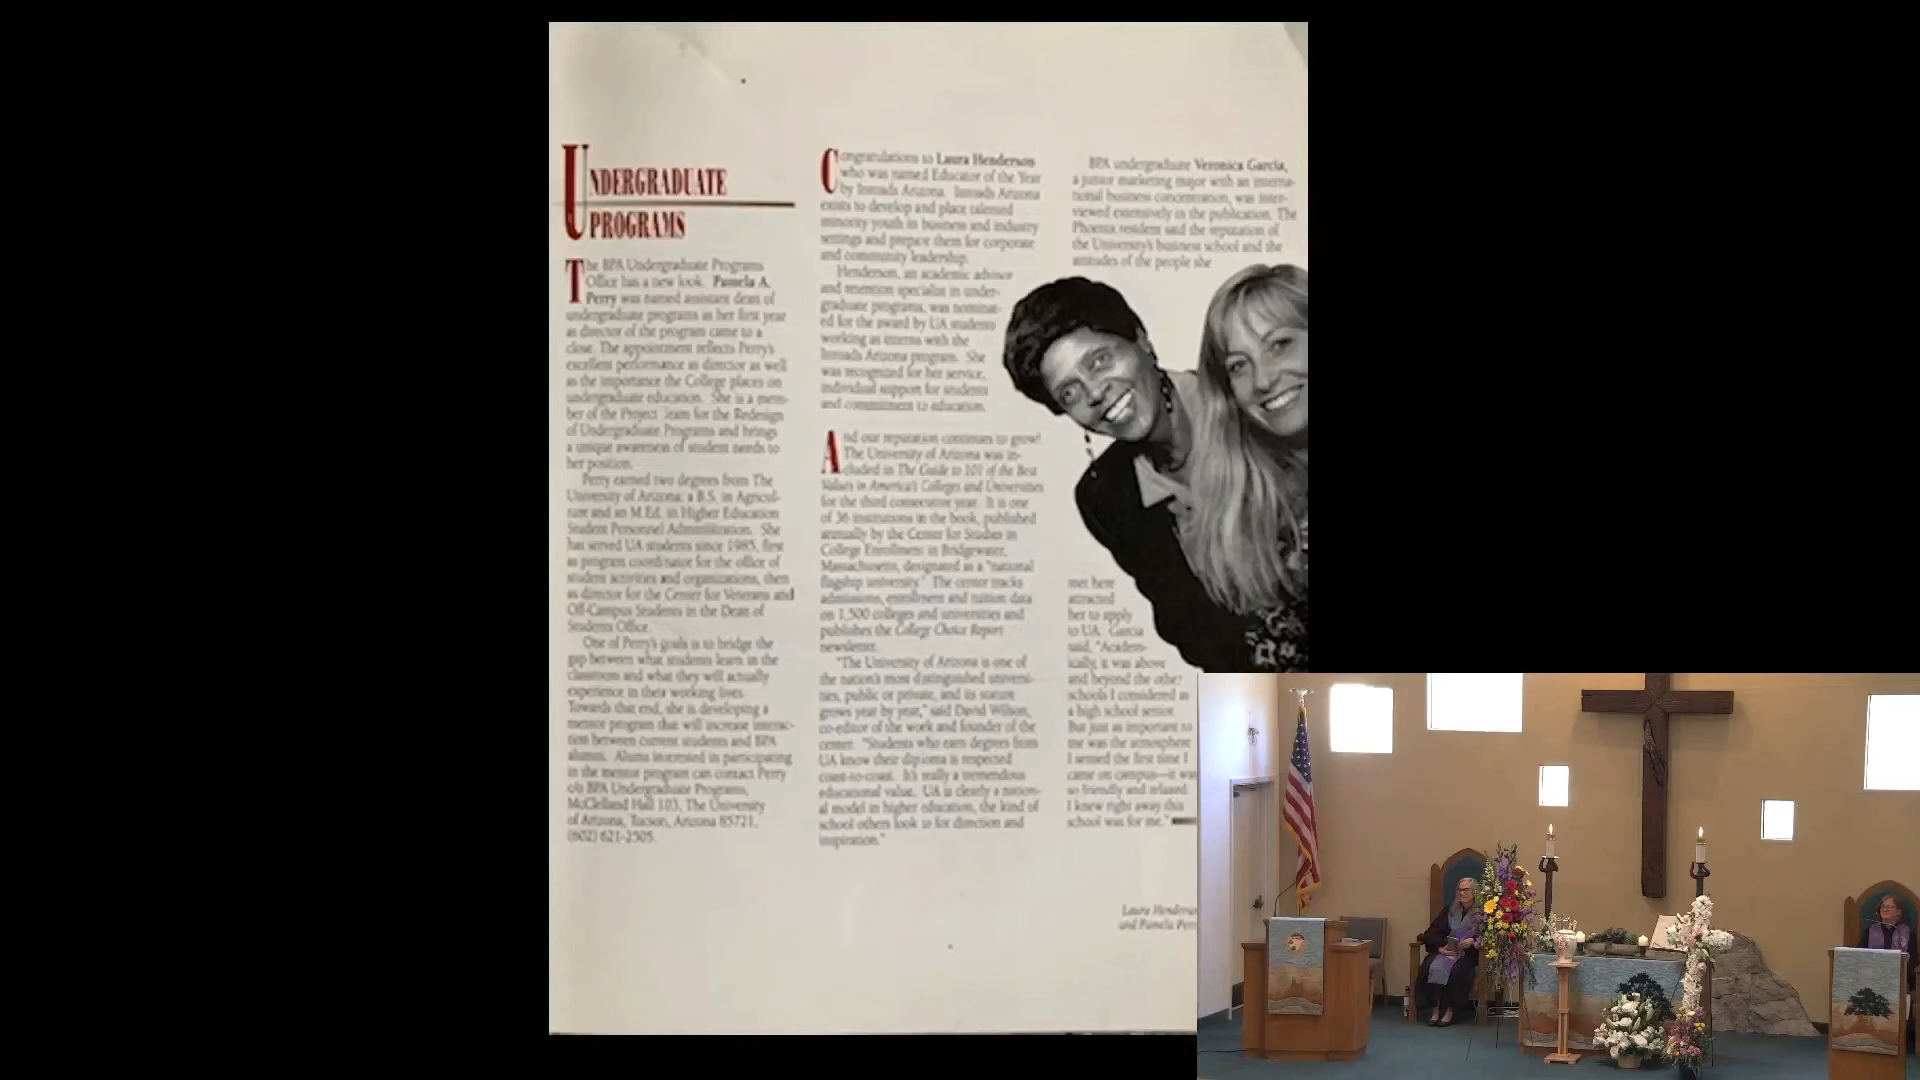 UNDERGRADUATE
PROGRAMS
The BPA Undergraduate Programs
Office has a new look. Pamela A.
Perry was named assistant dean of
undergraduate programs as her first year
as director of the program came to a
close. The appointment reflects Perry's
excellent performance as director as well
as the importance the College places on
undergraduate education. She is a mem-
ber of the Project Team for the Redesign
of Undergraduate Programs and brings
a unique awareness of student needs to
her position.
Perry earned two degrees from The
University of Arizona: a B.S. in Agricul-
ture and an M.Ed. in Higher Education
Student Personnel Administration. She
has served UA students since 1985, first
as program coordinator for the office of
student activities and organizations, then
as director for the Center for Veterans and
Off-Campus Students in the Dean of
Students Office.
One of Perry's goals is to bridge the
gap between what students learn in the
classroom and what they will actually
experience in their working lives.
Towards that end, she is developing a
mentor program that will increase interac-
tion between current students and BPA
alumni. Alums interested in participating
in the mentor program can contact Perry
c/o BPA Undergraduate Programs,
McClelland Hall 103, The University
of Arizona, Tucson, Arizona 85721,
(602) 621-2505.
Congratulations to Laura Henderson
who was named Educator of the Year
by Inroads Arizona. Inroads Arizona
exists to develop and place talented
minority youth in business and industry
settings and prepare them for corporate
and community leadership.
Henderson, an academic advisor
and retention specialist in under-
graduate programs, was nominat-
ed for the award by UA students
working as interns with the
Inroads Arizona program. She
was recognized for her service,
individual support for students
and commitment to education.
And our reputation continues to grow!
The University of Arizona was in-
cluded in The Guide to 101 of the Best
Values in America's Colleges and Universities
for the third consecutive year. It is one
of 36 institutions in the book, published
annually by the Center for Studies in
College Enrollment in Bridgewater,
Massachusetts, designated as a "national
flagship university." The center tracks
admissions, enrollment and tuition data
on 1,500 colleges and universities and
publishes the College Choice Report
newsletter.
"The University of Arizona is one of
the nation's most distinguished universi-
ties, public or private, and its stature
grows year by year," said David Wilson,
co-editor of the work and founder of the
center. "Students who earn degrees from
UA know their diploma is respected
coast-to-coast. It's really a tremendous
educational value. UA is clearly a nation-
al model in higher education, the kind of
school others look to for direction and
inspiration."
BPA undergraduate Veronica Garcia,
a junior marketing major with an interna-
tional business concentration, was inter-
viewed extensively in the publication. The
Phoenix resident said the reputation of
the University's business school and the
attitudes of the people she
met here
attracted
her to apply
to UA. Garcia
said, "Academ-
ically, it was above
and beyond the other
schools I considered as
a high school senior.
But just as important to
me was the atmosphere
I sensed the first time I
came on campus—it was
so friendly and relaxed.
I knew right away this
school was for me."
Laura Henderson
and Pamela Perry